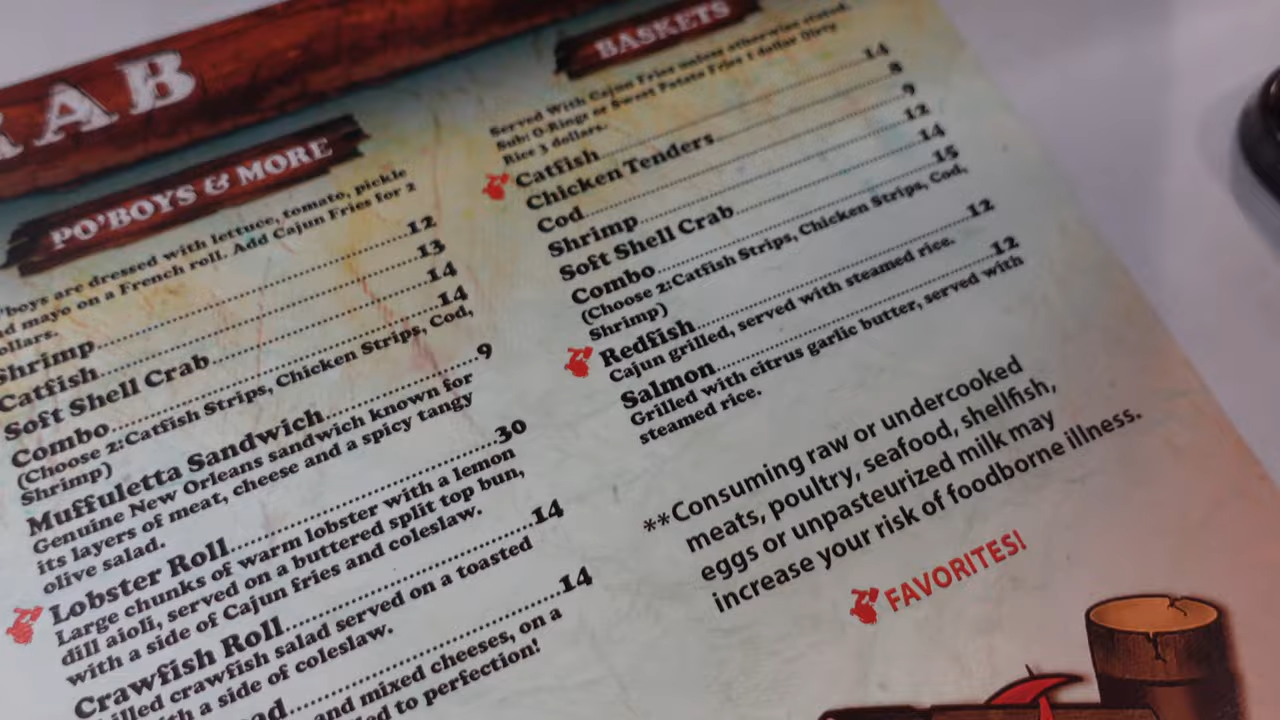 RAB
PO'BOYS & MORE
boys are dressed with lettuce, tomato, pickle
mayo on a French roll. Add Cajun Fries for 2
ollars.
Shrimp 12
Catfish 13
Soft Shell Crab 14
Combo 14
(Choose 2:Catfish Strips, Chicken Strips, Cod,
Shrimp)
Muffuletta Sandwich 9
Genuine New Orleans sandwich known for
its layers of meat, cheese and a spicy tangy
olive salad.
Lobster Roll 30
Large chunks of warm lobster with a lemon
dill aioli, served on a buttered split top bun,
with a side of Cajun fries and coleslaw.
Crawfish Roll 14
illed crawfish salad served on a toasted
th a side of coleslaw.
14
and mixed cheeses, on a
to perfection!
BASKETS
Served With Cajun Fries unless otherwise stated.
Sub: O-Rings or Sweet Potato Fries 1 dollar Dirty
Rice 3 dollars.
Catfish 14
Chicken Tenders 8
Cod 9
Shrimp 12
Soft Shell Crab 14
Combo 15
(Choose 2:Catfish Strips, Chicken Strips, Cod,
Shrimp)
Redfish 12
Cajun grilled, served with steamed rice.
Salmon 12
Grilled with citrus garlic butter, served with
steamed rice.
**Consuming raw or undercooked
meats, poultry, seafood, shellfish,
eggs or unpasteurized milk may
increase your risk of foodborne illness.
FAVORITES!